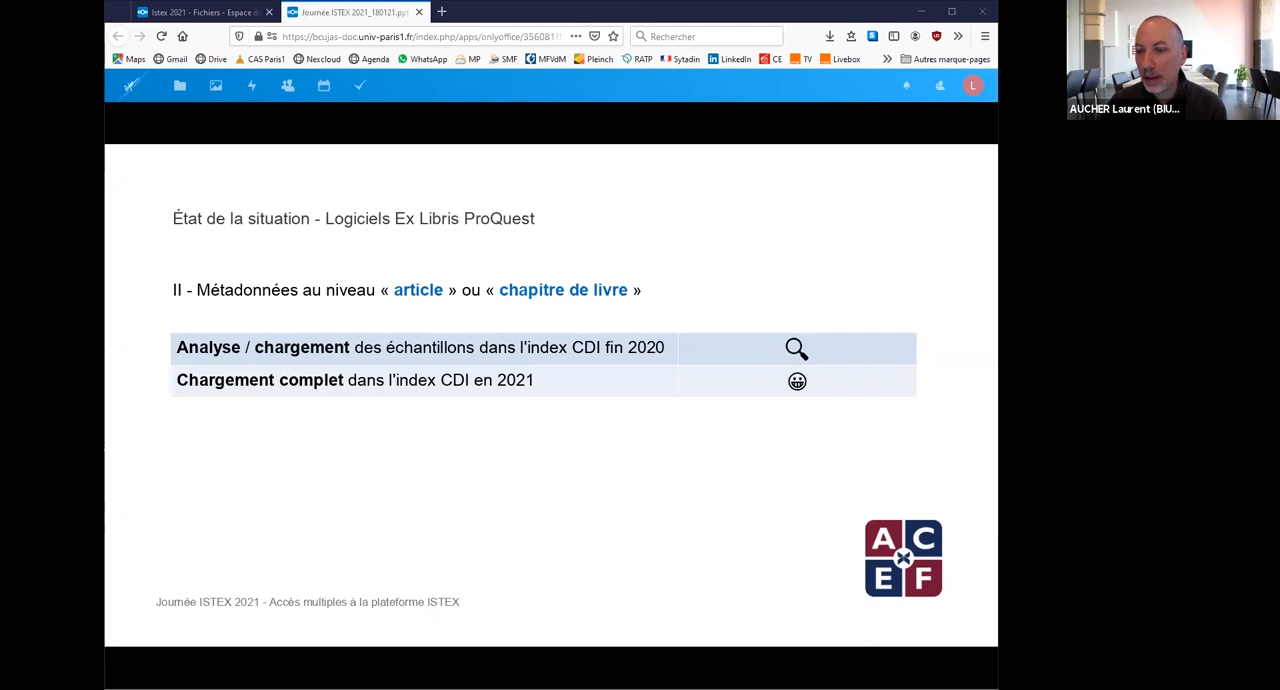 Istex 2021 - Fichiers - Espace d
Journée ISTEX 2021_180121.ppt
https://bcujas-doc.univ-paris1.fr/index.php/apps/onlyoffice/356081?f
Rechercher
Maps Gmail Drive CAS Paris1 Nexcloud Agenda WhatsApp MP SMF MFVdM Pleinch RATP Sytadin LinkedIn CE TV Livebox Autres marque-pages
L
AUCHER Laurent (BIU...
État de la situation - Logiciels Ex Libris ProQuest
II - Métadonnées au niveau « article » ou « chapitre de livre »
Analyse / chargement des échantillons dans l'index CDI fin 2020
Chargement complet dans l'index CDI en 2021
A C
E F
Journée ISTEX 2021 - Accès multiples à la plateforme ISTEX